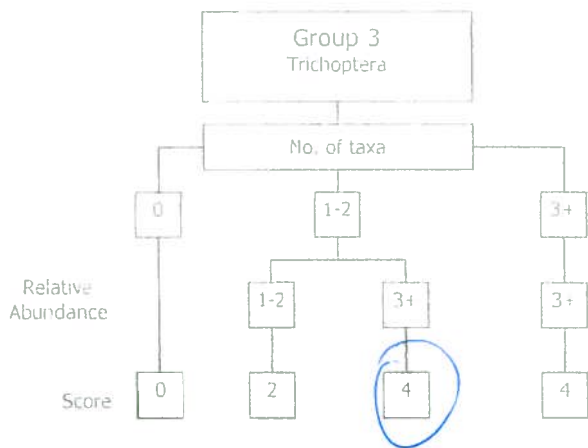 Group 3
Trichoptera
No. of taxa
0
1-2
3+
Relative
Abundance
1-2
3+
3+
Score
0
2
4
4